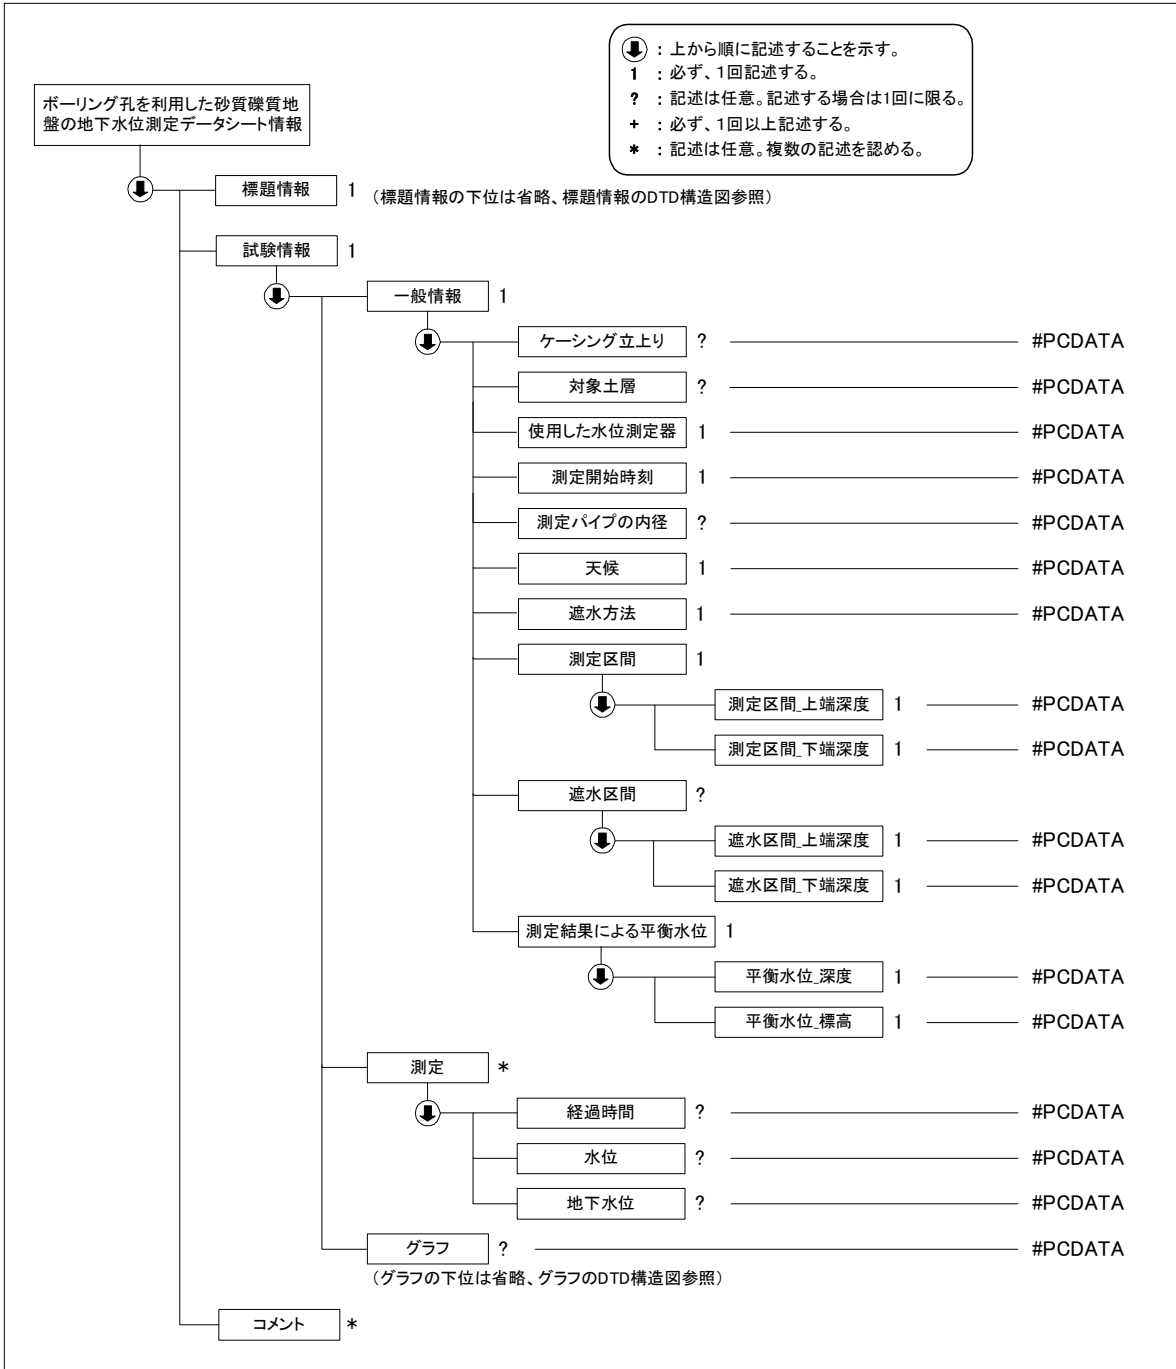 ：上から順に記述することを示す。
1 ：必ず、1回記述する。
? ：記述は任意。記述する場合は1回に限る。
+ ：必ず、1回以上記述する。
* ：記述は任意。複数の記述を認める。
ボーリング孔を利用した砂質礫質地
盤の地下水位測定データシート情報
標題情報 1 （標題情報の下位は省略、標題情報のDTD構造図参照）
試験情報 1
一般情報 1
ケーシング立上り ? #PCDATA
対象土層 ? #PCDATA
使用した水位測定器 1 #PCDATA
測定開始時刻 1 #PCDATA
測定パイプの内径 ? #PCDATA
天候 1 #PCDATA
遮水方法 1 #PCDATA
測定区間 1
測定区間_上端深度 1 #PCDATA
測定区間_下端深度 1 #PCDATA
遮水区間 ?
遮水区間_上端深度 1 #PCDATA
遮水区間_下端深度 1 #PCDATA
測定結果による平衡水位 1
平衡水位_深度 1 #PCDATA
平衡水位_標高 1 #PCDATA
測定 *
経過時間 ? #PCDATA
水位 ? #PCDATA
地下水位 ? #PCDATA
グラフ ? #PCDATA
（グラフの下位は省略、グラフのDTD構造図参照）
コメント *